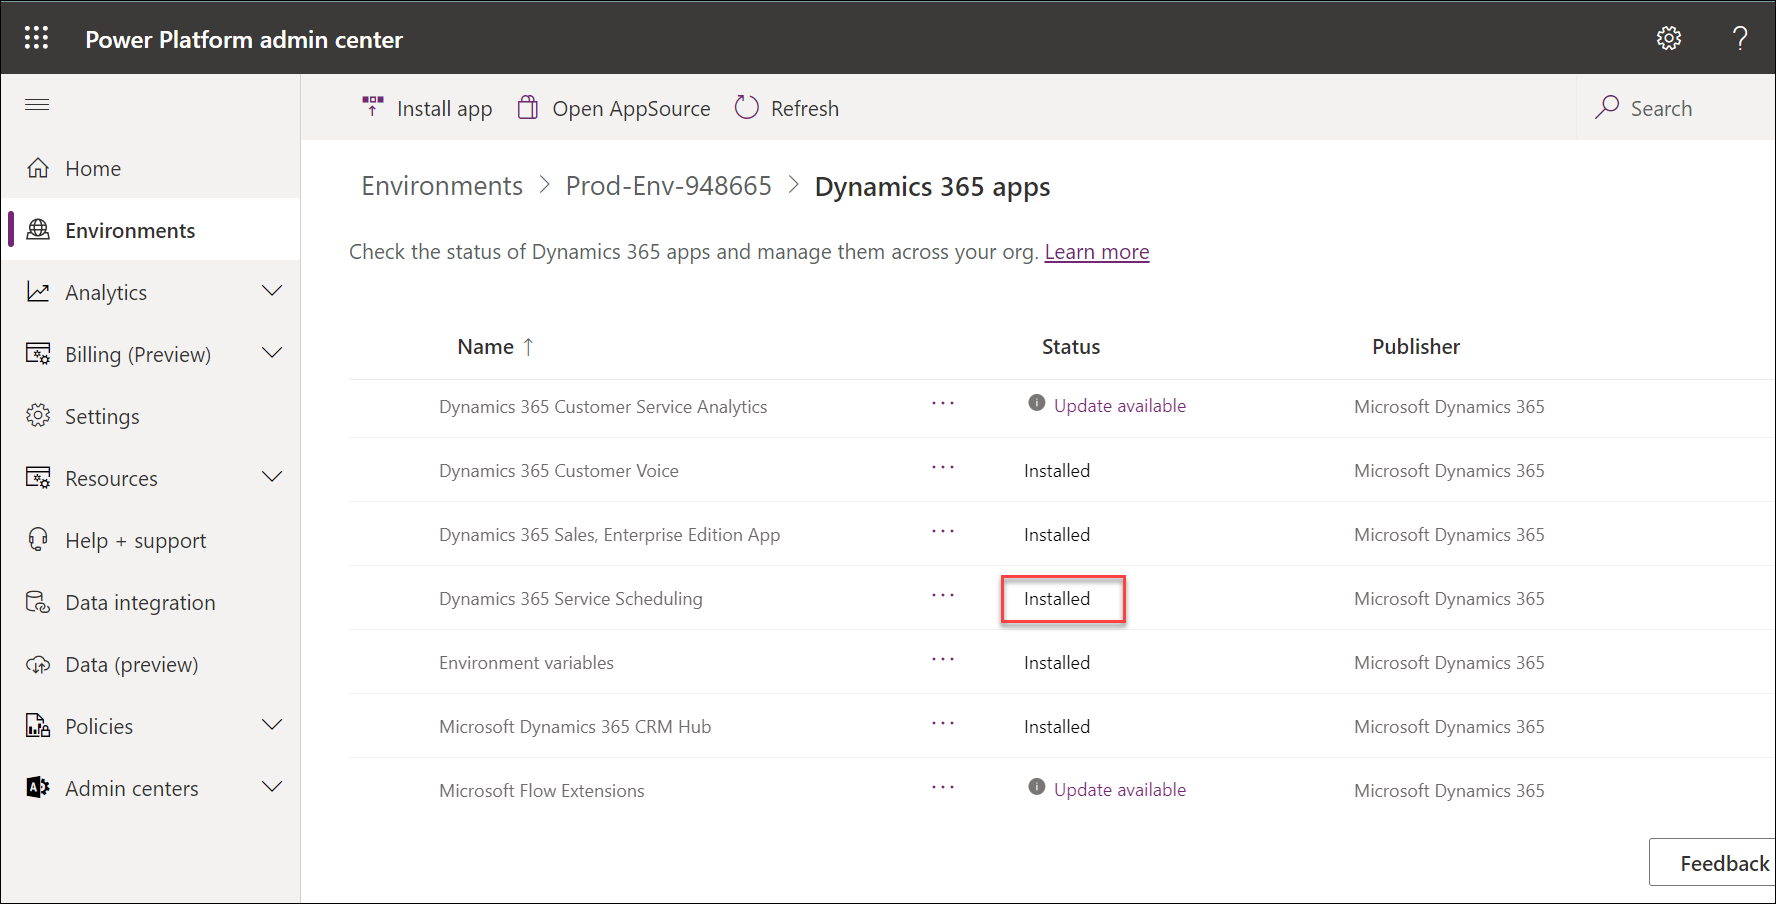 Power Platform admin center
?
Install app
Open AppSource
Refresh
Search
Home
Environments
Analytics
Billing (Preview)
Settings
Resources
Help + support
Data integration
Data (preview)
Policies
Admin centers
Environments > Prod-Env-948665 > Dynamics 365 apps
Check the status of Dynamics 365 apps and manage them across your org. Learn more
Name ↑ Status Publisher
Dynamics 365 Customer Service Analytics ... Update available Microsoft Dynamics 365
Dynamics 365 Customer Voice ... Installed Microsoft Dynamics 365
Dynamics 365 Sales, Enterprise Edition App ... Installed Microsoft Dynamics 365
Dynamics 365 Service Scheduling ... Installed Microsoft Dynamics 365
Environment variables ... Installed Microsoft Dynamics 365
Microsoft Dynamics 365 CRM Hub ... Installed Microsoft Dynamics 365
Microsoft Flow Extensions ... Update available Microsoft Dynamics 365
Feedback